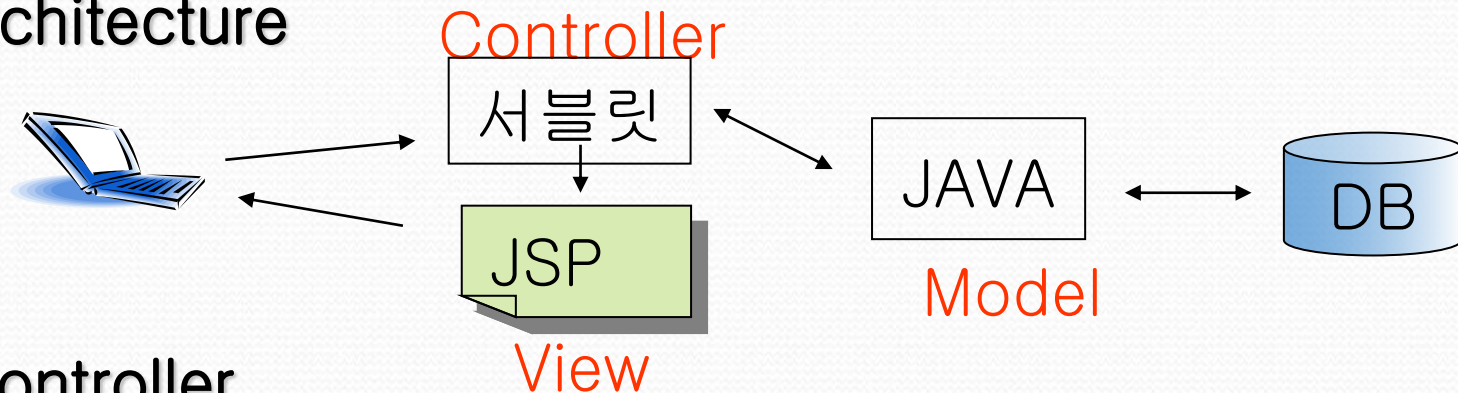 chitecture
Controller
서블릿
JAVA
DB
JSP
Model
View
ontroller